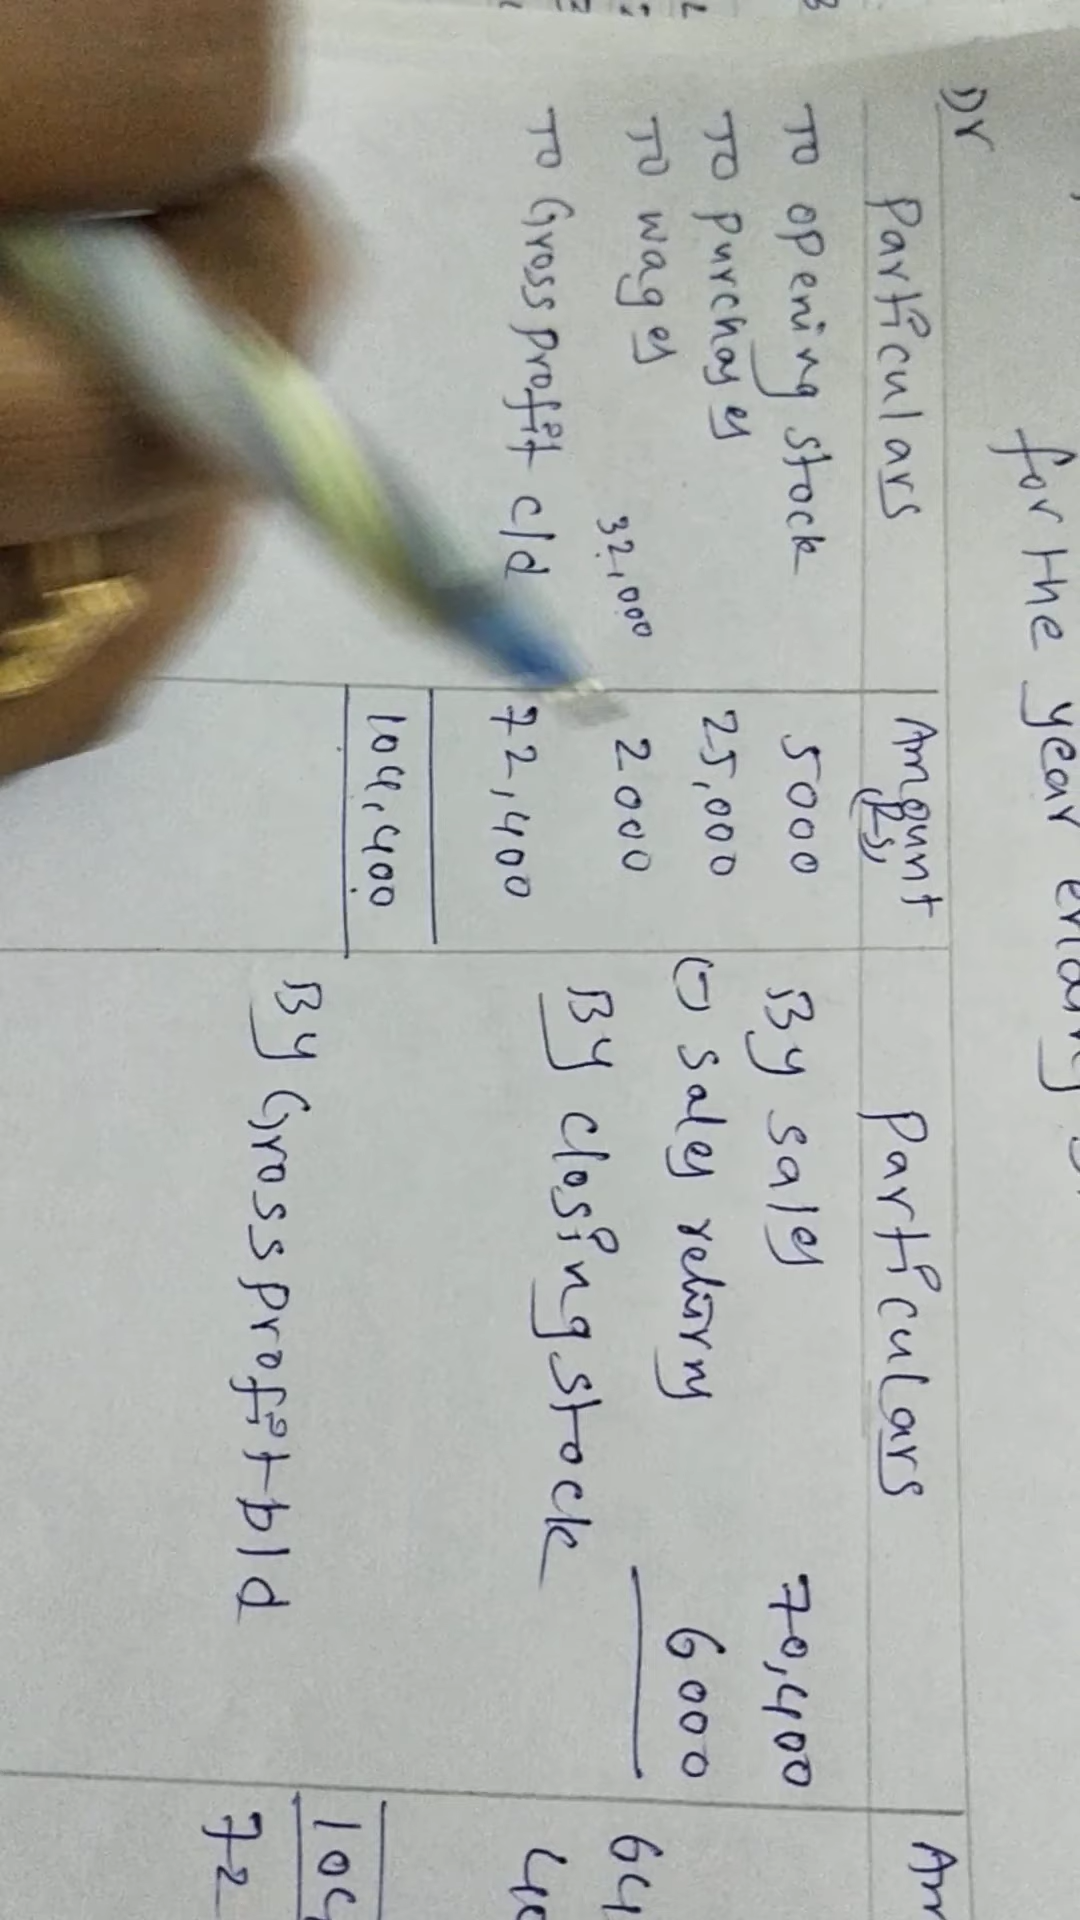 for the year ending
Dr
Particulars Amount (Rs) Particulars Am
To opening stock 5000 By sales 70,400
To purchases 25,000 (-) sales returns 6000 64
To wages 2000 By closing stock 40
32,000
To Gross profit c/d 72,400
104,400 104
By Gross profit b/d 72